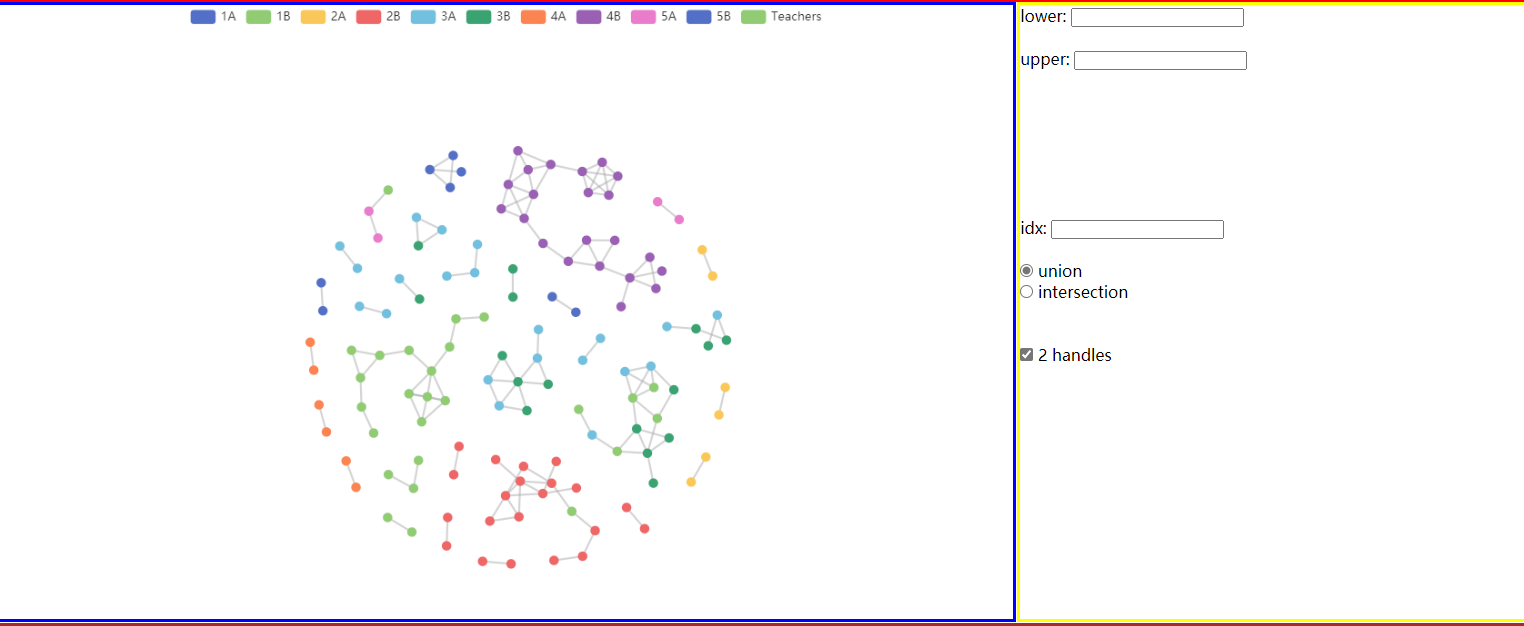 1A 1B 2A 2B 3A 3B 4A 4B 5A 5B Teachers
lower:
upper:
idx:
union
intersection
2 handles